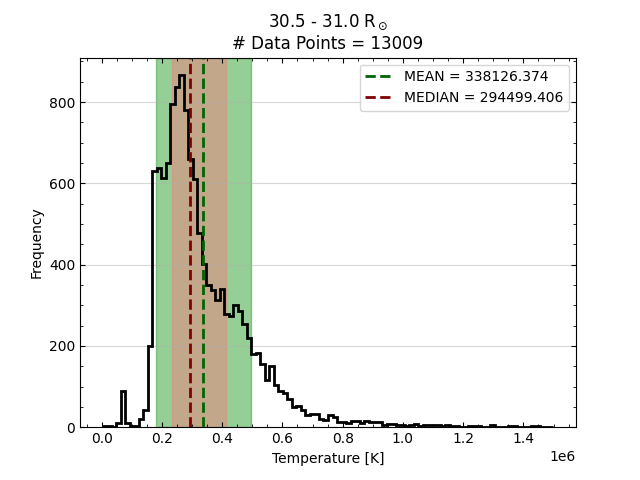 30.5 - 31.0 R⊙
# Data Points = 13009
MEAN = 338126.374
MEDIAN = 294499.406
Frequency
800
600
400
200
0
0.0 0.2 0.4 0.6 0.8 1.0 1.2 1.4
1e6
Temperature [K]